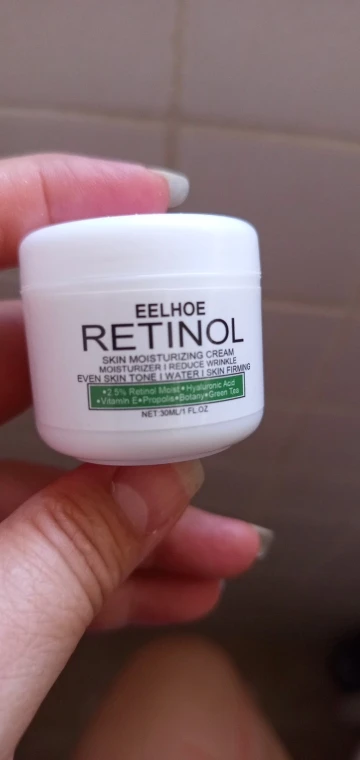 EELHOE
RETINOL
SKIN MOISTURIZING CREAM
MOISTURIZER I REDUCE WRINKLE
EVEN SKIN TONE I WATER I SKIN FIRMING
•2.5% Retinol Moist•Hyaluronic Acid
•Vitamin E•Propolis•Botany•Green Tea
NET:30ML/1 FL.OZ